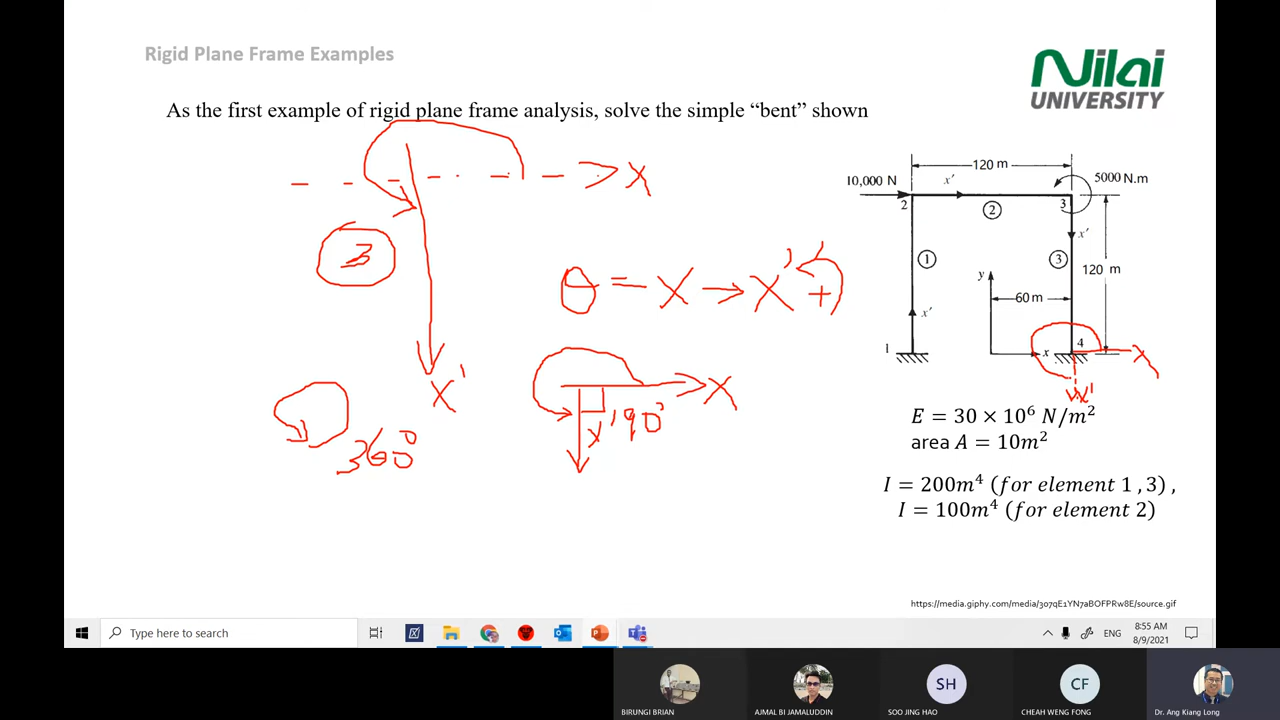 Rigid Plane Frame Examples
Nilai
UNIVERSITY
As the first example of rigid plane frame analysis, solve the simple “bent” shown
X
3
θ = X → X' +
X'
360°
X
X' 90°
120 m
10,000 N
x'
5000 N.m
2
3
2
x'
1
3
120 m
y
60 m
x'
1
x
4
X
X'
E = 30 × 10⁶ N/m²
area A = 10m²
I = 200m⁴ (for element 1 , 3) ,
I = 100m⁴ (for element 2)
https://media.giphy.com/media/3o7qE1YN7aBOFPRw8E/source.gif
Type here to search
ENG
8:55 AM
8/9/2021
SH
CF
BIRUNGI BRIAN
AJMAL BI JAMALUDDIN
SOO JING HAO
CHEAH WENG FONG
Dr. Ang Kiang Long